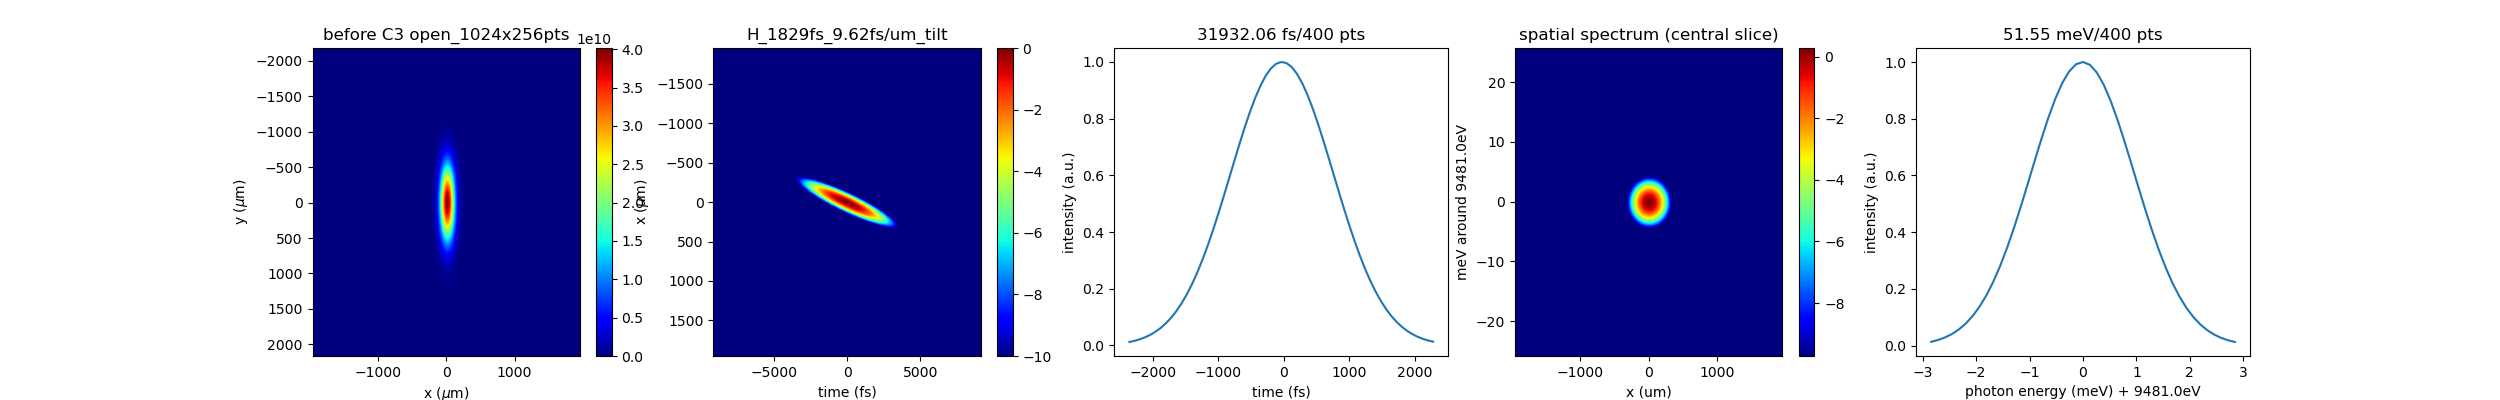 before C3 open_1024x256pts
1e10
−2000
−1500
−1000
−500
0
500
1000
1500
2000
y (μm)
−1000 0 1000
x (μm)
4.0
3.5
3.0
2.5
2.0
1.5
1.0
0.5
0.0
H_1829fs_9.62fs/um_tilt
x (μm)
−1500
−1000
−500
0
500
1000
1500
−5000 0 5000
time (fs)
0
−2
−4
−6
−8
−10
31932.06 fs/400 pts
intensity (a.u.)
1.0
0.8
0.6
0.4
0.2
0.0
−2000 −1000 0 1000 2000
time (fs)
spatial spectrum (central slice)
meV around 9481.0eV
20
10
0
−10
−20
−1000 0 1000
x (um)
0
−2
−4
−6
−8
51.55 meV/400 pts
intensity (a.u.)
1.0
0.8
0.6
0.4
0.2
0.0
−3 −2 −1 0 1 2 3
photon energy (meV) + 9481.0eV